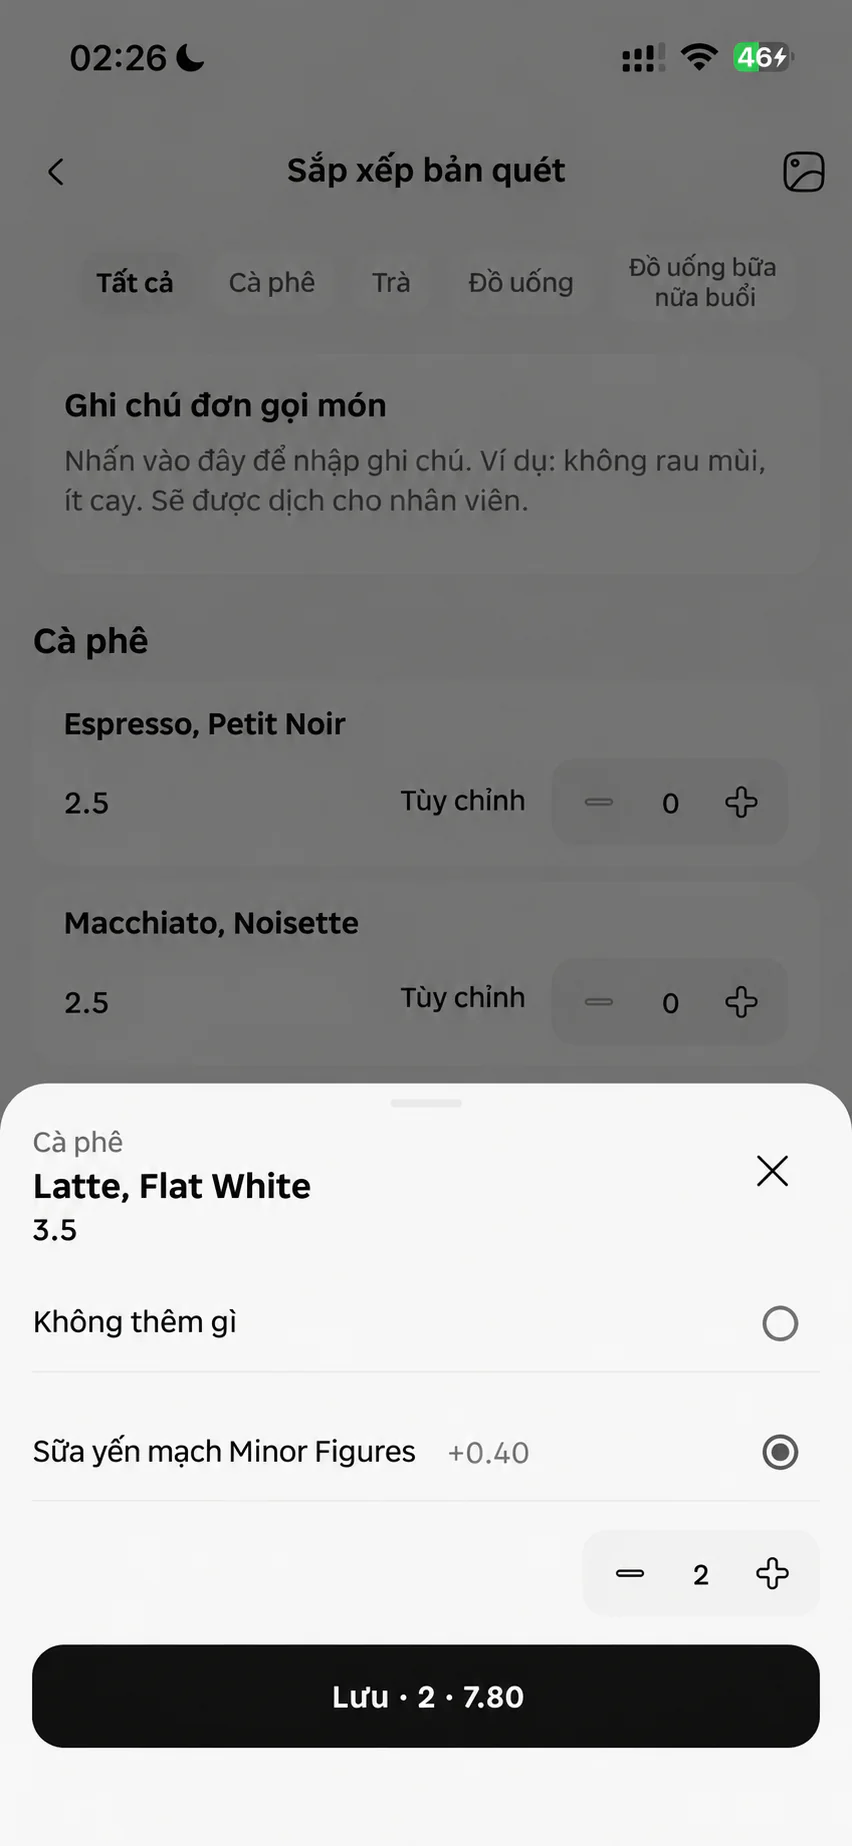 02:26
46
Sắp xếp bản quét
Tất cả
Cà phê
Trà
Đồ uống
Đồ uống bữa
nữa buổi
Ghi chú đơn gọi món
Nhấn vào đây để nhập ghi chú. Ví dụ: không rau mùi,
ít cay. Sẽ được dịch cho nhân viên.
Cà phê
Espresso, Petit Noir
2.5
Tùy chỉnh
0
Macchiato, Noisette
2.5
Tùy chỉnh
0
Cà phê
Latte, Flat White
3.5
Không thêm gì
Sữa yến mạch Minor Figures +0.40
2
Lưu · 2 · 7.80